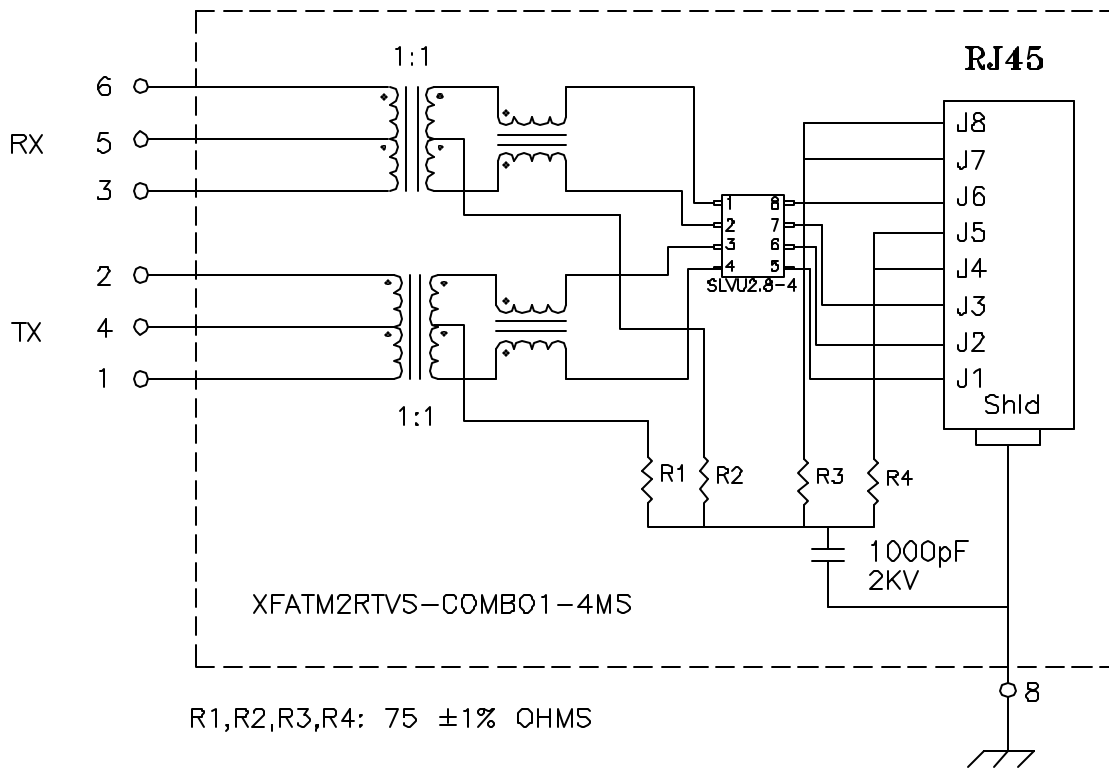 1:1
RJ45
6
RX
5
3
J8
J7
J6
J5
J4
J3
J2
J1
Shld
1 8
2 7
3 6
4 5
SLVU2.8-4
2
TX
4
1
1:1
R1
R2
R3
R4
1000pF
2KV
XFATM2RTVS-COMBO1-4MS
8
R1,R2,R3,R4: 75 ±1% OHMS